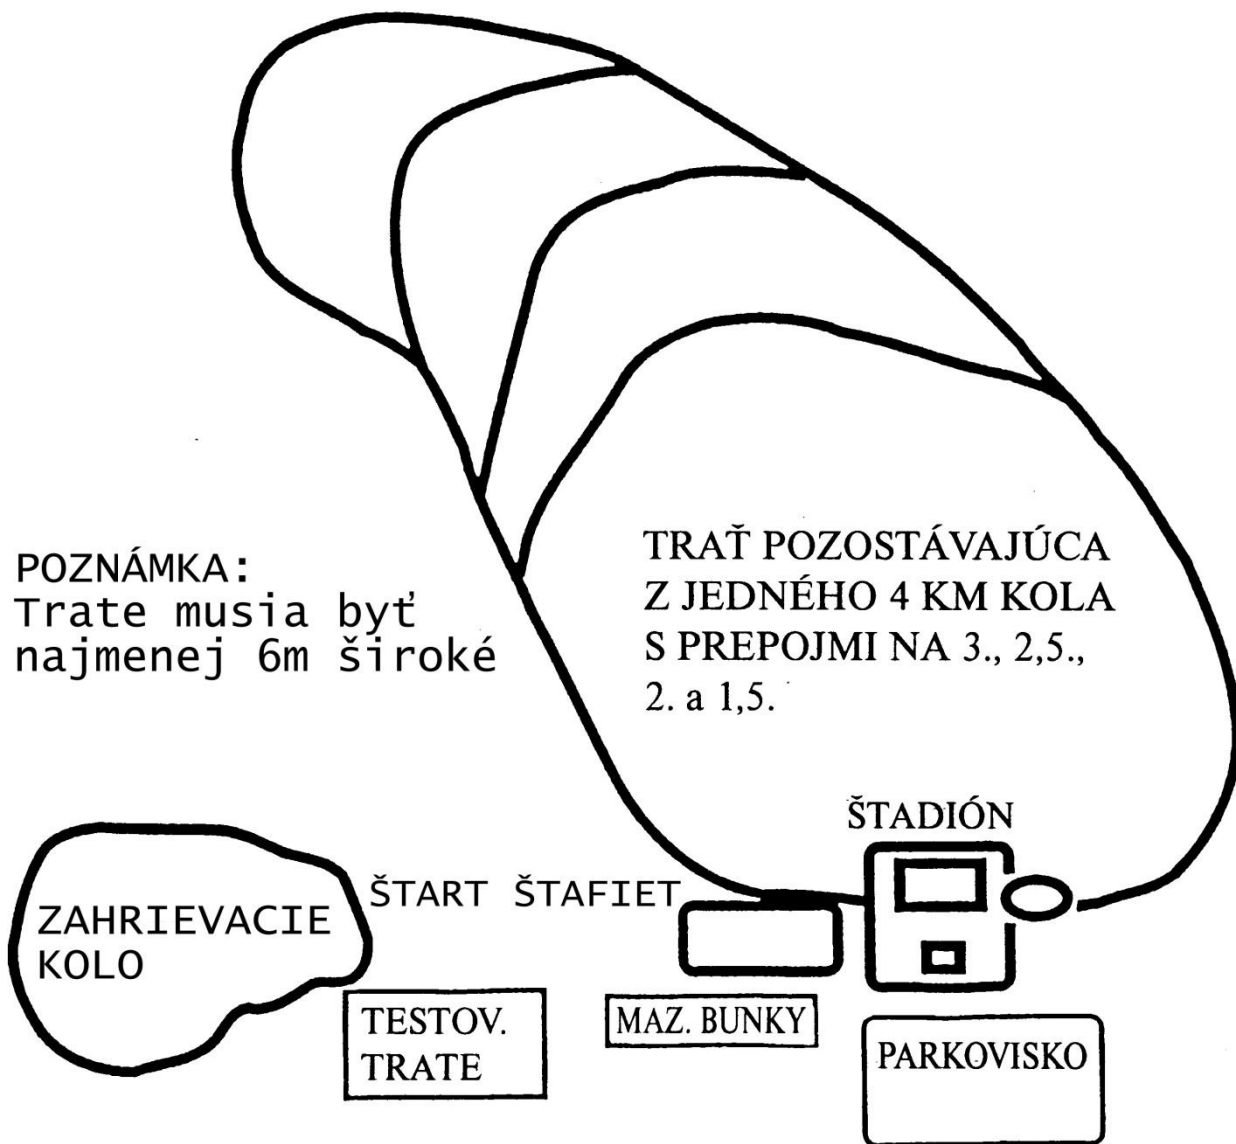 TRAŤ POZOSTÁVAJÚCA
Z JEDNÉHO 4 KM KOLA
S PREPOJMI NA 3., 2,5.,
2. a 1,5.
POZNÁMKA:
Trate musia byť
najmenej 6m široké
ŠTADIÓN
ŠTART ŠTAFIET
ZAHRIEVACIE
KOLO
TESTOV.
TRATE
MAZ. BUNKY
PARKOVISKO